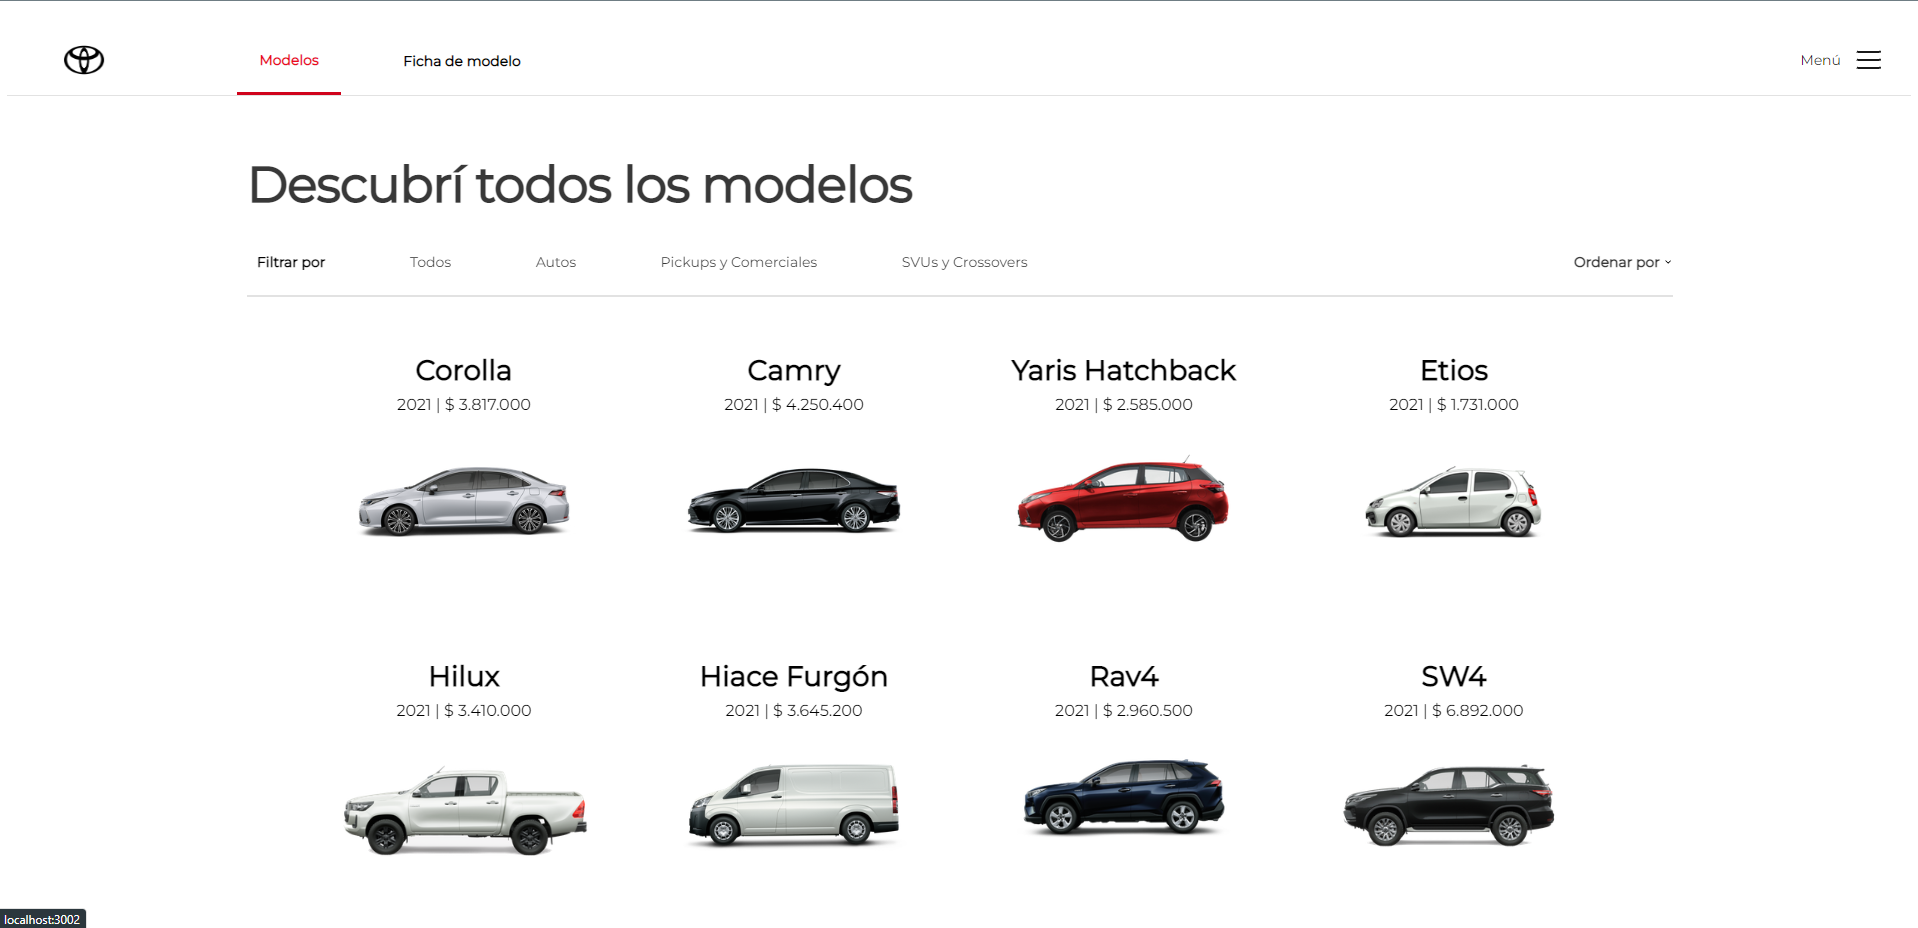 Modelos Ficha de modelo Menú
Descubrí todos los modelos
Filtrar por Todos Autos Pickups y Comerciales SVUs y Crossovers Ordenar por
Corolla Camry Yaris Hatchback Etios
2021 | $ 3.817.000 2021 | $ 4.250.400 2021 | $ 2.585.000 2021 | $ 1.731.000
Hilux Hiace Furgón Rav4 SW4
2021 | $ 3.410.000 2021 | $ 3.645.200 2021 | $ 2.960.500 2021 | $ 6.892.000
localhost:3002